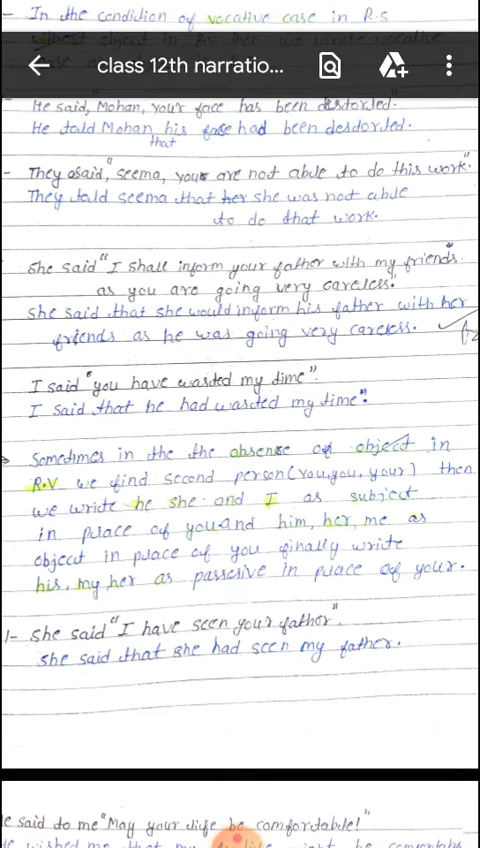 - In the condition of vocative case in R.S
class 12th narratio...
He said, Mohan, your face has been distorted.
He told Mohan that his face had been destorted.
- They said, "Seema, your are not able to do this work."
They told seema that her she was not able
to do that work.
She said "I shall inform your father with my friends.
as you are going very careless."
She said that she would inform his father with her
friends as he was going very careless.
I said "you have wasted my time".
I said that he had wasted my time.
Sometimes in the the absense of object in
R.V we find second person (You, you, your) then
we write he she and I as subject
in place of you and him, her, me as
object in place of you finally write
his, my, her as passesive in place of your.
1- She said "I have seen your father".
She said that she had seen my father.
e said to me "May your life be comfortable!"